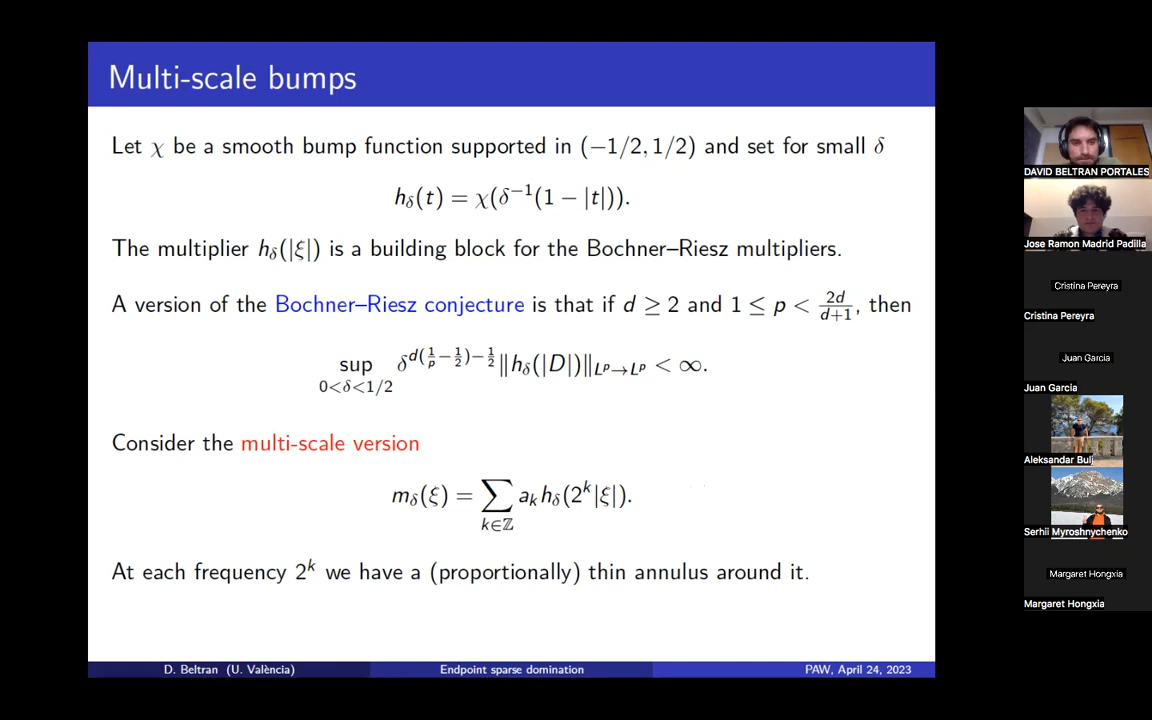 Multi-scale bumps
Let χ be a smooth bump function supported in (−1/2, 1/2) and set for small δ
h_δ(t) = χ(δ^{−1}(1 − |t|)).
The multiplier h_δ(|ξ|) is a building block for the Bochner–Riesz multipliers.
A version of the Bochner–Riesz conjecture is that if d ≥ 2 and 1 ≤ p < \frac{2d}{d+1}, then
\sup_{0<δ<1/2} δ^{d(\frac{1}{p}−\frac{1}{2})−\frac{1}{2}} ‖h_δ(|D|)‖_{L^p→L^p} < ∞.
Consider the multi-scale version
m_δ(ξ) = \sum_{k∈ℤ} a_k h_δ(2^k|ξ|).
At each frequency 2^k we have a (proportionally) thin annulus around it.
D. Beltran (U. València) Endpoint sparse domination PAW, April 24, 2023
DAVID BELTRAN PORTALES
Jose Ramon Madrid Padilla
Cristina Pereyra
Cristina Pereyra
Juan Garcia
Juan Garcia
Aleksandar Bulj
Serhii Myroshnychenko
Margaret Hongxia
Margaret Hongxia